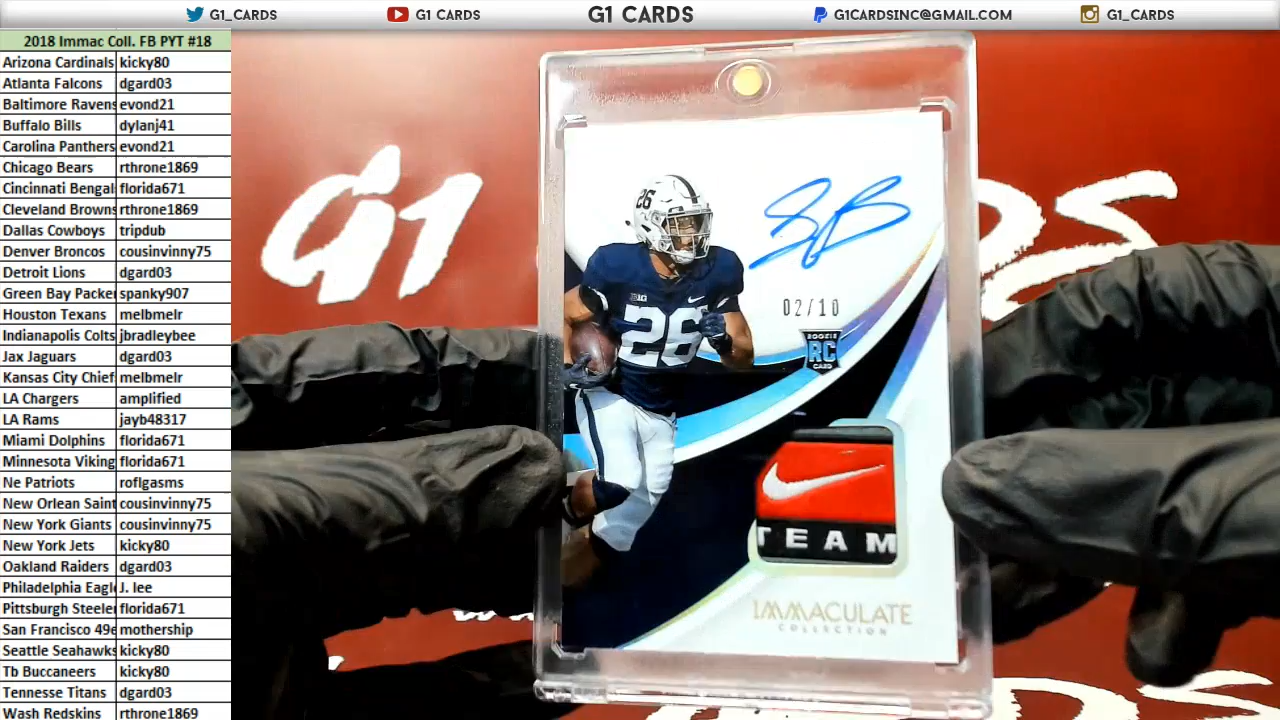 G1_CARDS
G1 CARDS
G1 CARDS
G1CARDSINC@GMAIL.COM
G1_CARDS
2018 Immac Coll. FB PYT #18
Arizona Cardinals kicky80
Atlanta Falcons dgard03
Baltimore Ravens evond21
Buffalo Bills dylanj41
Carolina Panthers evond21
Chicago Bears rthrone1869
Cincinnati Bengal florida671
Cleveland Browns rthrone1869
Dallas Cowboys tripdub
Denver Broncos cousinvinny75
Detroit Lions dgard03
Green Bay Packer spanky907
Houston Texans melbmelr
Indianapolis Colts jbradleybee
Jax Jaguars dgard03
Kansas City Chief melbmelr
LA Chargers amplified
LA Rams jayb48317
Miami Dolphins florida671
Minnesota Viking florida671
Ne Patriots roflgasms
New Orlean Saint cousinvinny75
New York Giants cousinvinny75
New York Jets kicky80
Oakland Raiders dgard03
Philadelphia Eagle J. lee
Pittsburgh Steeler florida671
San Francisco 49e mothership
Seattle Seahawks kicky80
Tb Buccaneers kicky80
Tennesse Titans dgard03
Wash Redskins rthrone1869
G1
DS
26
B1G
26
02/10
ROOKIE
RC
CARD
TEAM
IMMACULATE
COLLECTION